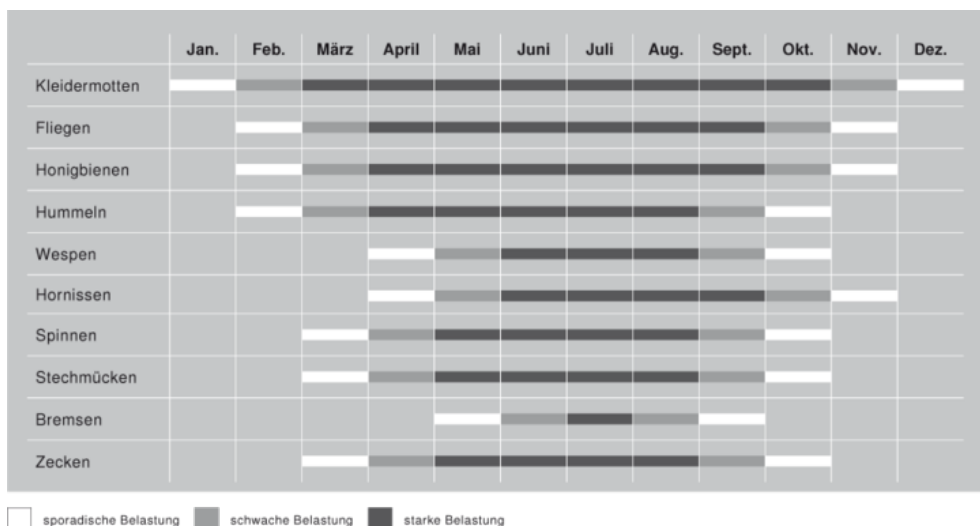 Jan. Feb. März April Mai Juni Juli Aug. Sept. Okt. Nov. Dez.
Kleidermotten
Fliegen
Honigbienen
Hummeln
Wespen
Hornissen
Spinnen
Stechmücken
Bremsen
Zecken
sporadische Belastung schwache Belastung starke Belastung